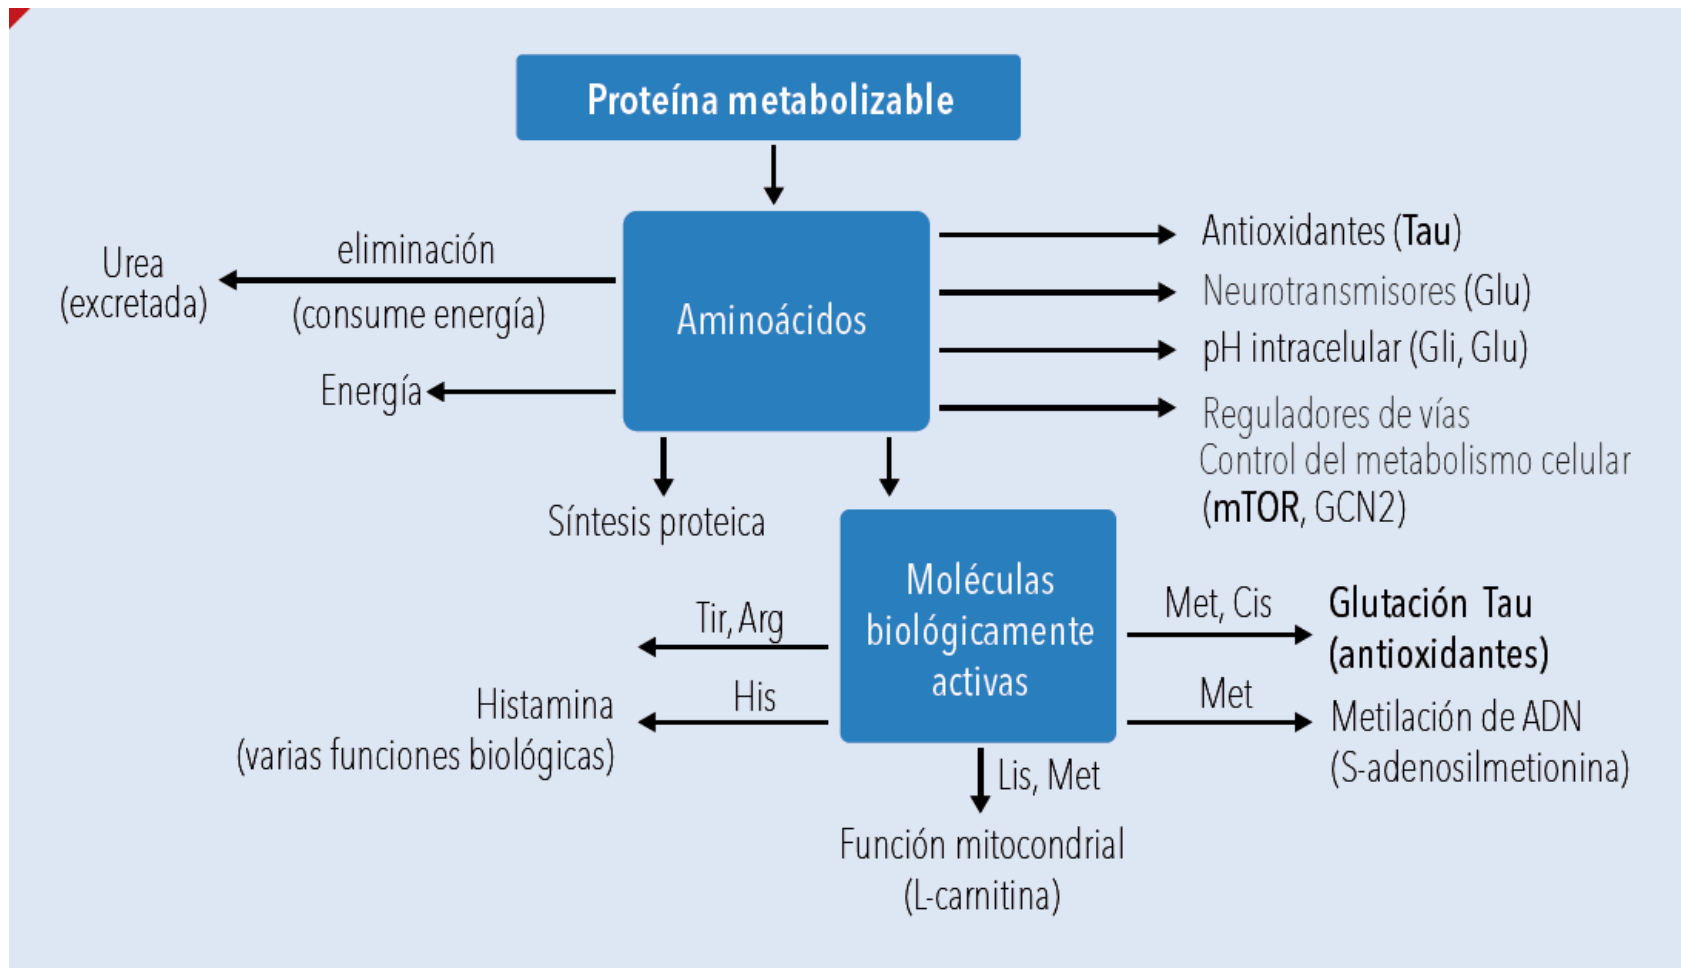 Proteína metabolizable
Urea
(excretada)
eliminación
(consume energía)
Energía
Aminoácidos
Antioxidantes (Tau)
Neurotransmisores (Glu)
pH intracelular (Gli, Glu)
Reguladores de vías
Control del metabolismo celular
(mTOR, GCN2)
Síntesis proteica
Moléculas
biológicamente
activas
Tir, Arg
His
Histamina
(varias funciones biológicas)
Met, Cis
Glutación Tau
(antioxidantes)
Met
Metilación de ADN
(S-adenosilmetionina)
Lis, Met
Función mitocondrial
(L-carnitina)